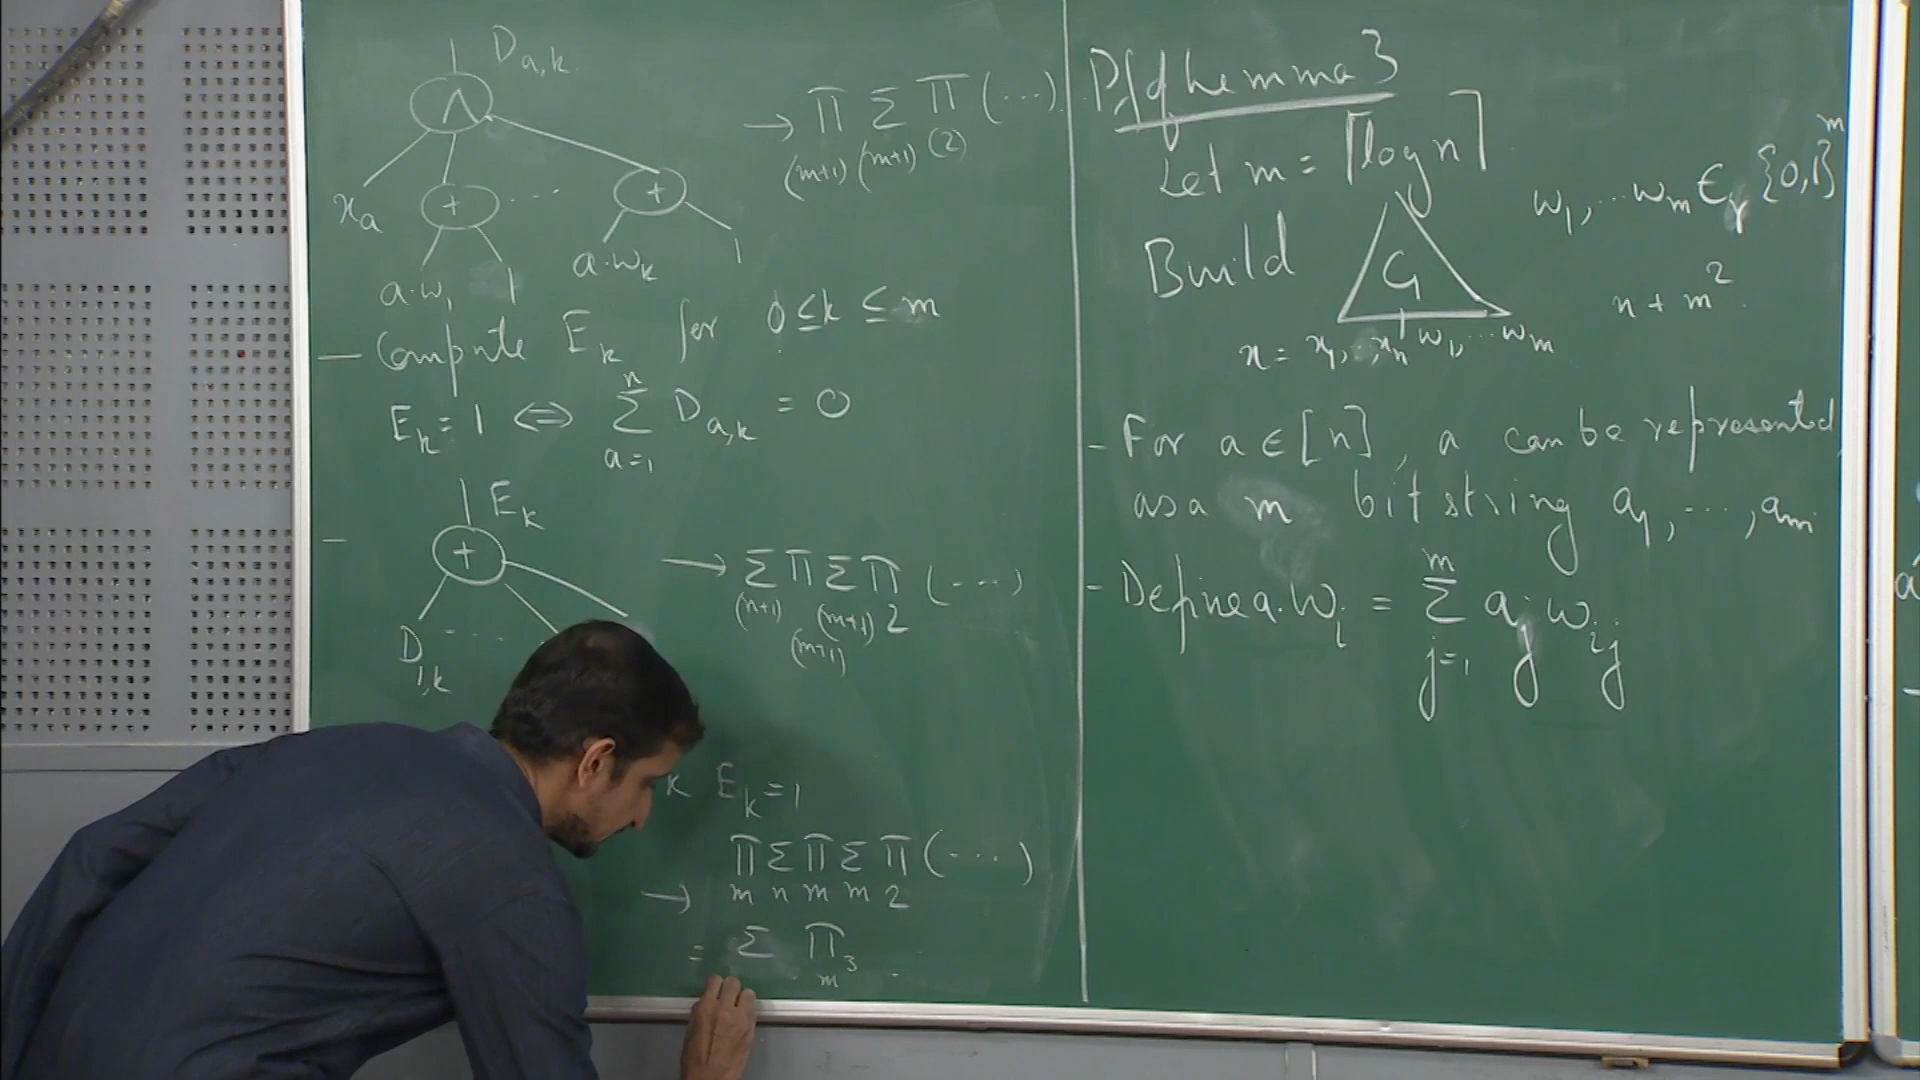 D_{a,k}
∧
x_a + ... +
a·w_1 1 a·w_k 1
→ Π Σ Π (...)
(m+1) (m+1) (2)
— Compute E_k for 0 ≤ k ≤ m
E_k = 1 ⇔ Σ_{a=1}^{n} D_{a,k} = 0
– E_k
+
D_{1,k} ...
→ Σ Π Σ Π (...)
(n+1) (m+1) 2
(m+1)
k E_k = 1
Π Σ Π Σ Π (...)
→ m n m m 2
= Σ Π
m^3
Pf of Lemma 3
Let m = ⌈log n⌉
w_1, ... w_m ∈_r {0,1}^m
Build C_1
n + m^2
x = x_1, .., x_n w_1, ... w_m
- For a ∈ [n], a can be represented
as a m bit string a_1, ..., a_m
- Define a.w_i = Σ_{j=1}^{m} a_j w_{ij}